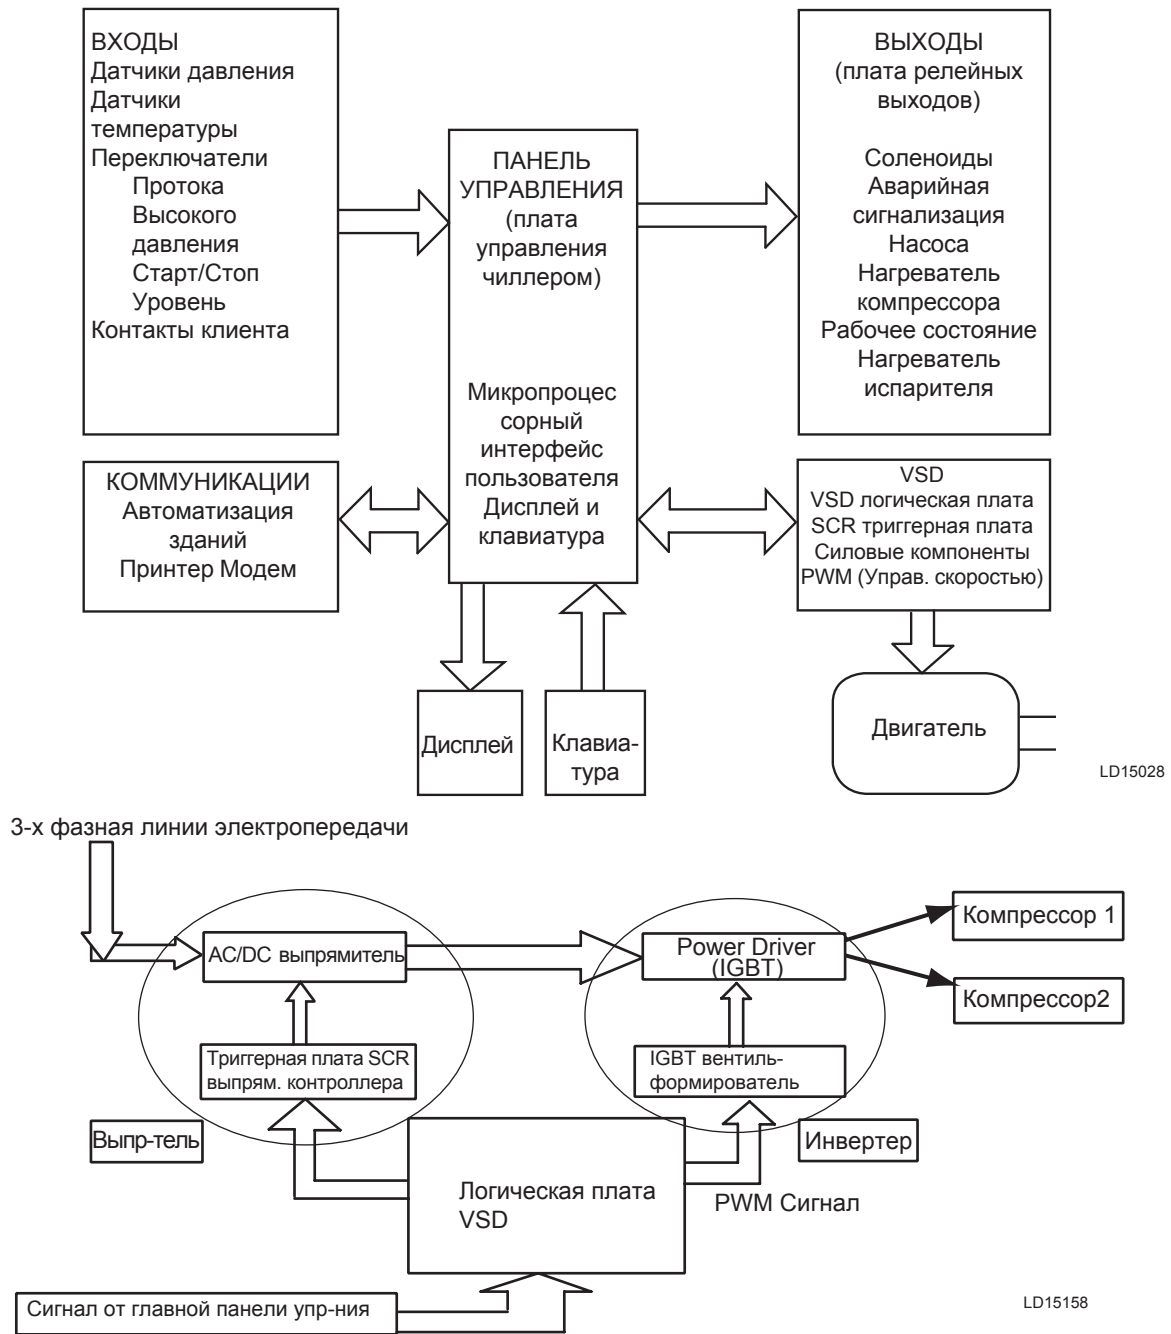 ВХОДЫ
Датчики давления
Датчики
температуры
Переключатели
Протока
Высокого
давления
Старт/Стоп
Уровень
Контакты клиента
ПАНЕЛЬ
УПРАВЛЕНИЯ
(плата
управления
чиллером)
Микропроцес
сорный
интерфейс
пользователя
Дисплей и
клавиатура
ВЫХОДЫ
(плата релейных
выходов)
Соленоиды
Аварийная
сигнализация
Насоса
Нагреватель
компрессора
Рабочее состояние
Нагреватель
испарителя
КОММУНИКАЦИИ
Автоматизация
зданий
Принтер Модем
VSD
VSD логическая плата
SCR триггерная плата
Силовые компоненты
PWM (Управ. скоростью)
Дисплей
Клавиа-
тура
Двигатель
LD15028
3-х фазная линии электропередачи
AC/DC выпрямитель
Power Driver
(IGBT)
Компрессор 1
Компрессор2
Триггерная плата SCR
выпрям. контроллера
IGBT вентиль-
формирователь
Выпр-тель
Инвертер
Логическая плата
VSD
PWM Сигнал
Сигнал от главной панели упр-ния
LD15158